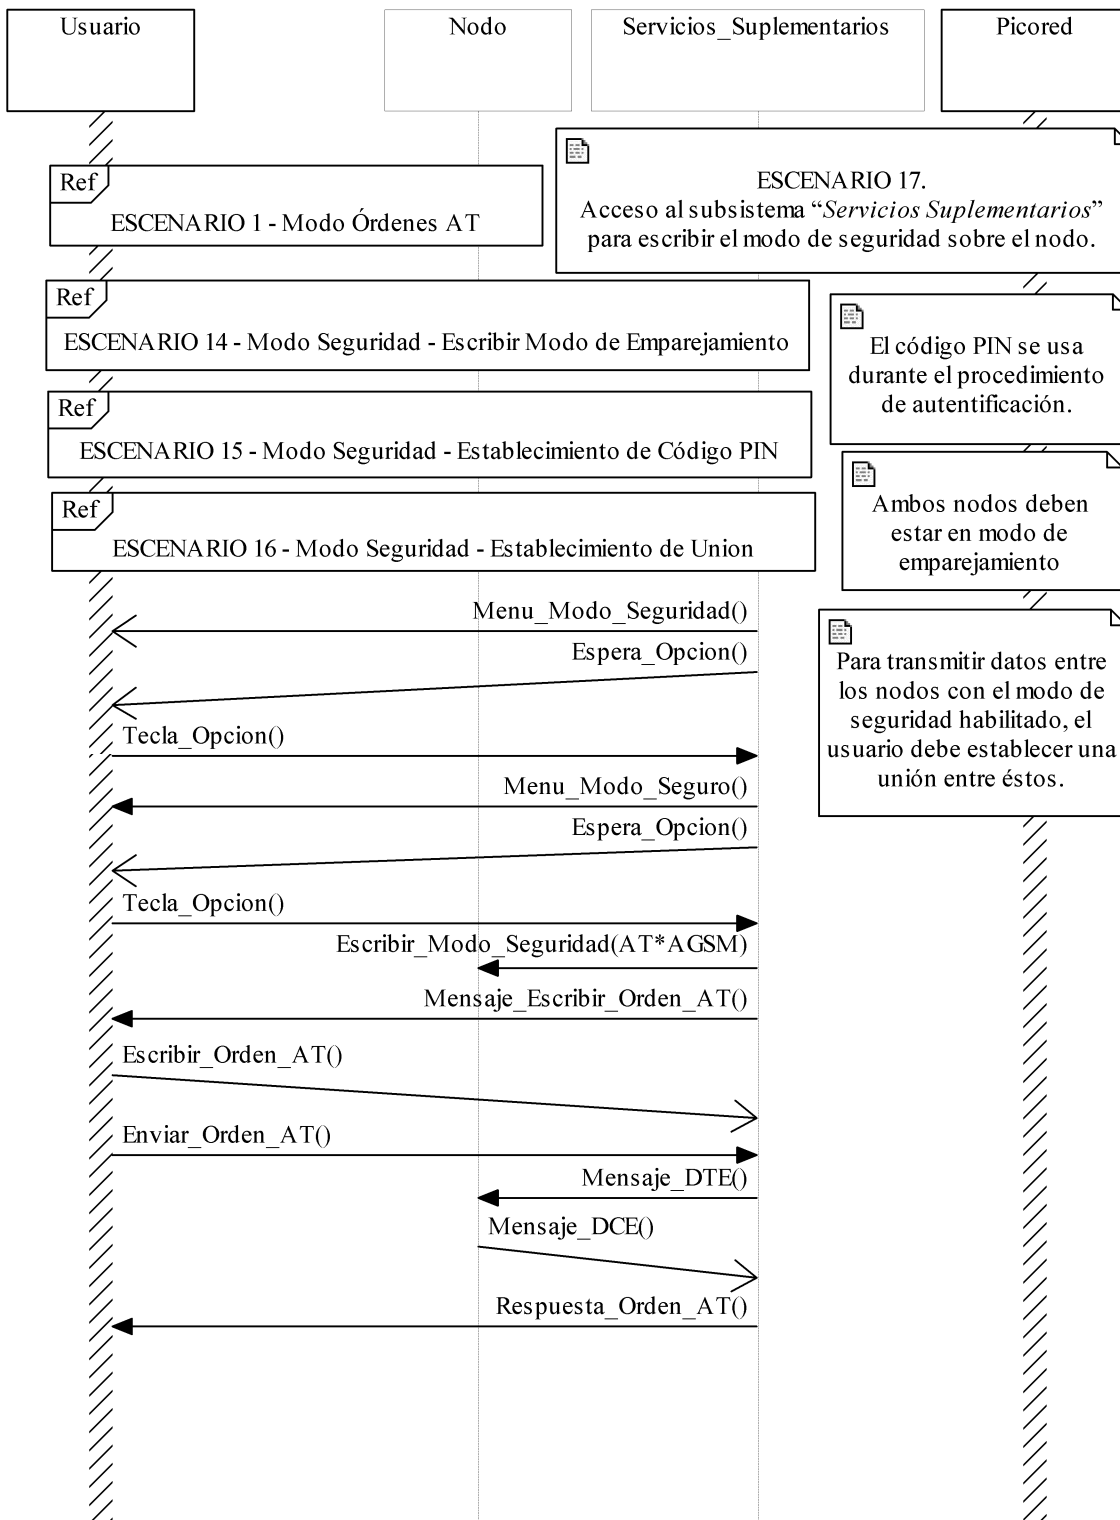 Usuario
Nodo
Servicios_Suplementarios
Picored
ESCENARIO 17.
Acceso al subsistema “Servicios Suplementarios”
para escribir el modo de seguridad sobre el nodo.
Ref
ESCENARIO 1 - Modo Órdenes AT
Ref
ESCENARIO 14 - Modo Seguridad - Escribir Modo de Emparejamiento
El código PIN se usa
durante el procedimiento
de autentificación.
Ref
ESCENARIO 15 - Modo Seguridad - Establecimiento de Código PIN
Ambos nodos deben
estar en modo de
emparejamiento
Ref
ESCENARIO 16 - Modo Seguridad - Establecimiento de Union
Para transmitir datos entre
los nodos con el modo de
seguridad habilitado, el
usuario debe establecer una
unión entre éstos.
Menu_Modo_Seguridad()
Espera_Opcion()
Tecla_Opcion()
Menu_Modo_Seguro()
Espera_Opcion()
Tecla_Opcion()
Escribir_Modo_Seguridad(AT*AGSM)
Mensaje_Escribir_Orden_AT()
Escribir_Orden_AT()
Enviar_Orden_AT()
Mensaje_DTE()
Mensaje_DCE()
Respuesta_Orden_AT()